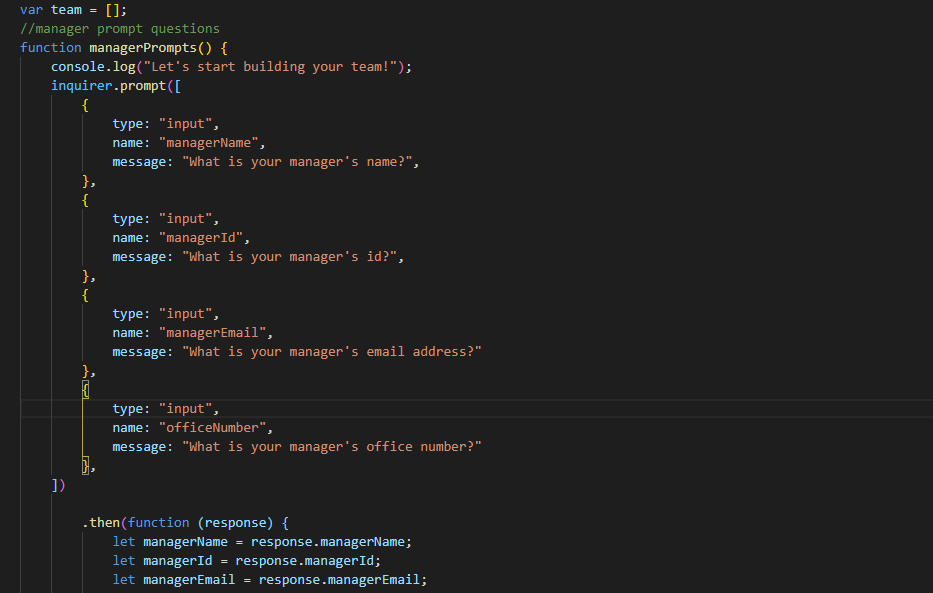 var team = [];
//manager prompt questions
function managerPrompts() {
    console.log("Let's start building your team!");
    inquirer.prompt([
        {
            type: "input",
            name: "managerName",
            message: "What is your manager's name?",
        },
        {
            type: "input",
            name: "managerId",
            message: "What is your manager's id?",
        },
        {
            type: "input",
            name: "managerEmail",
            message: "What is your manager's email address?"
        },
        {
            type: "input",
            name: "officeNumber",
            message: "What is your manager's office number?"
        },
    ])
        .then(function (response) {
            let managerName = response.managerName;
            let managerId = response.managerId;
            let managerEmail = response.managerEmail;